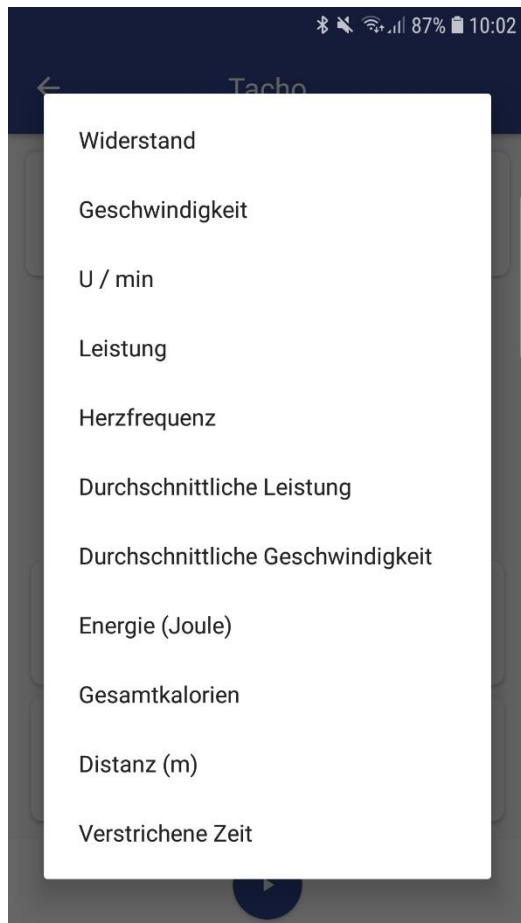 87% 10:02
Tacho
Widerstand
Geschwindigkeit
U / min
Leistung
Herzfrequenz
Durchschnittliche Leistung
Durchschnittliche Geschwindigkeit
Energie (Joule)
Gesamtkalorien
Distanz (m)
Verstrichene Zeit